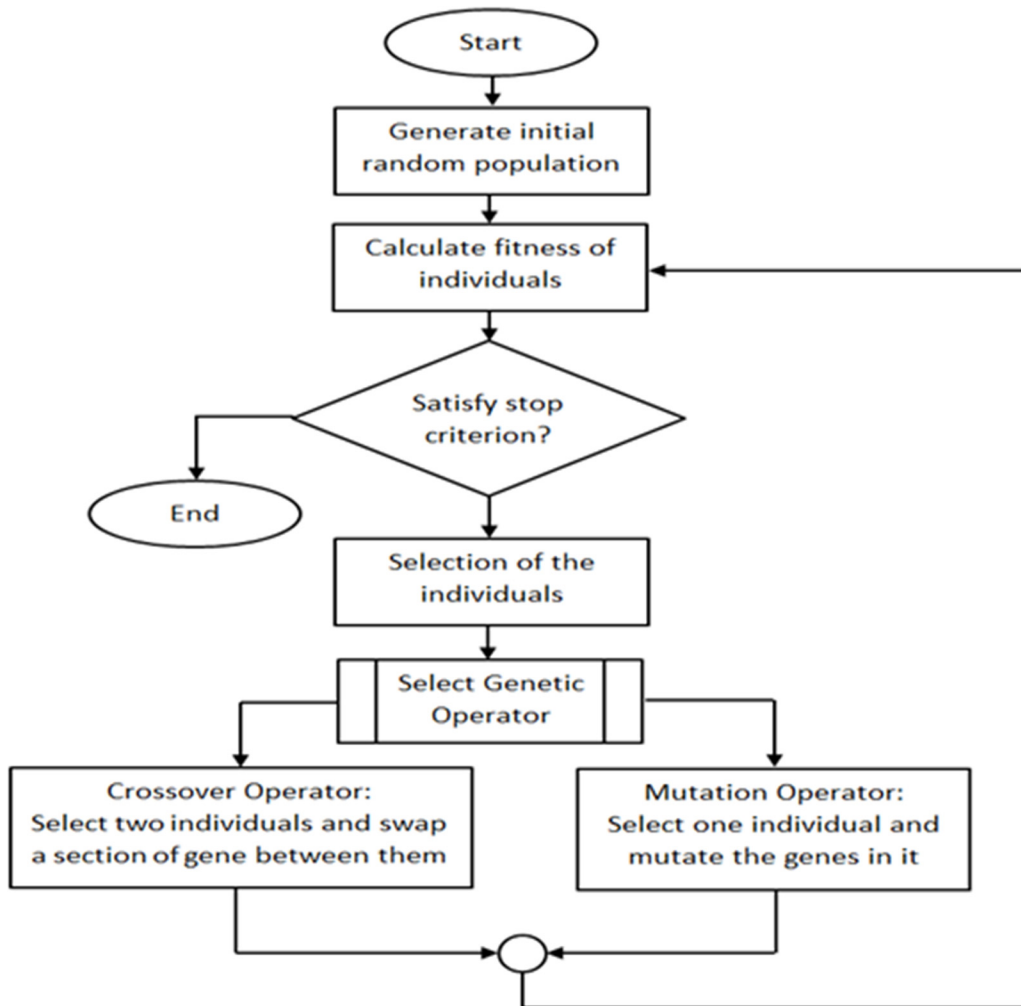 Start
Generate initial
random population
Calculate fitness of
individuals
Satisfy stop
criterion?
End
Selection of the
individuals
Select Genetic
Operator
Crossover Operator:
Select two individuals and swap
a section of gene between them
Mutation Operator:
Select one individual and
mutate the genes in it